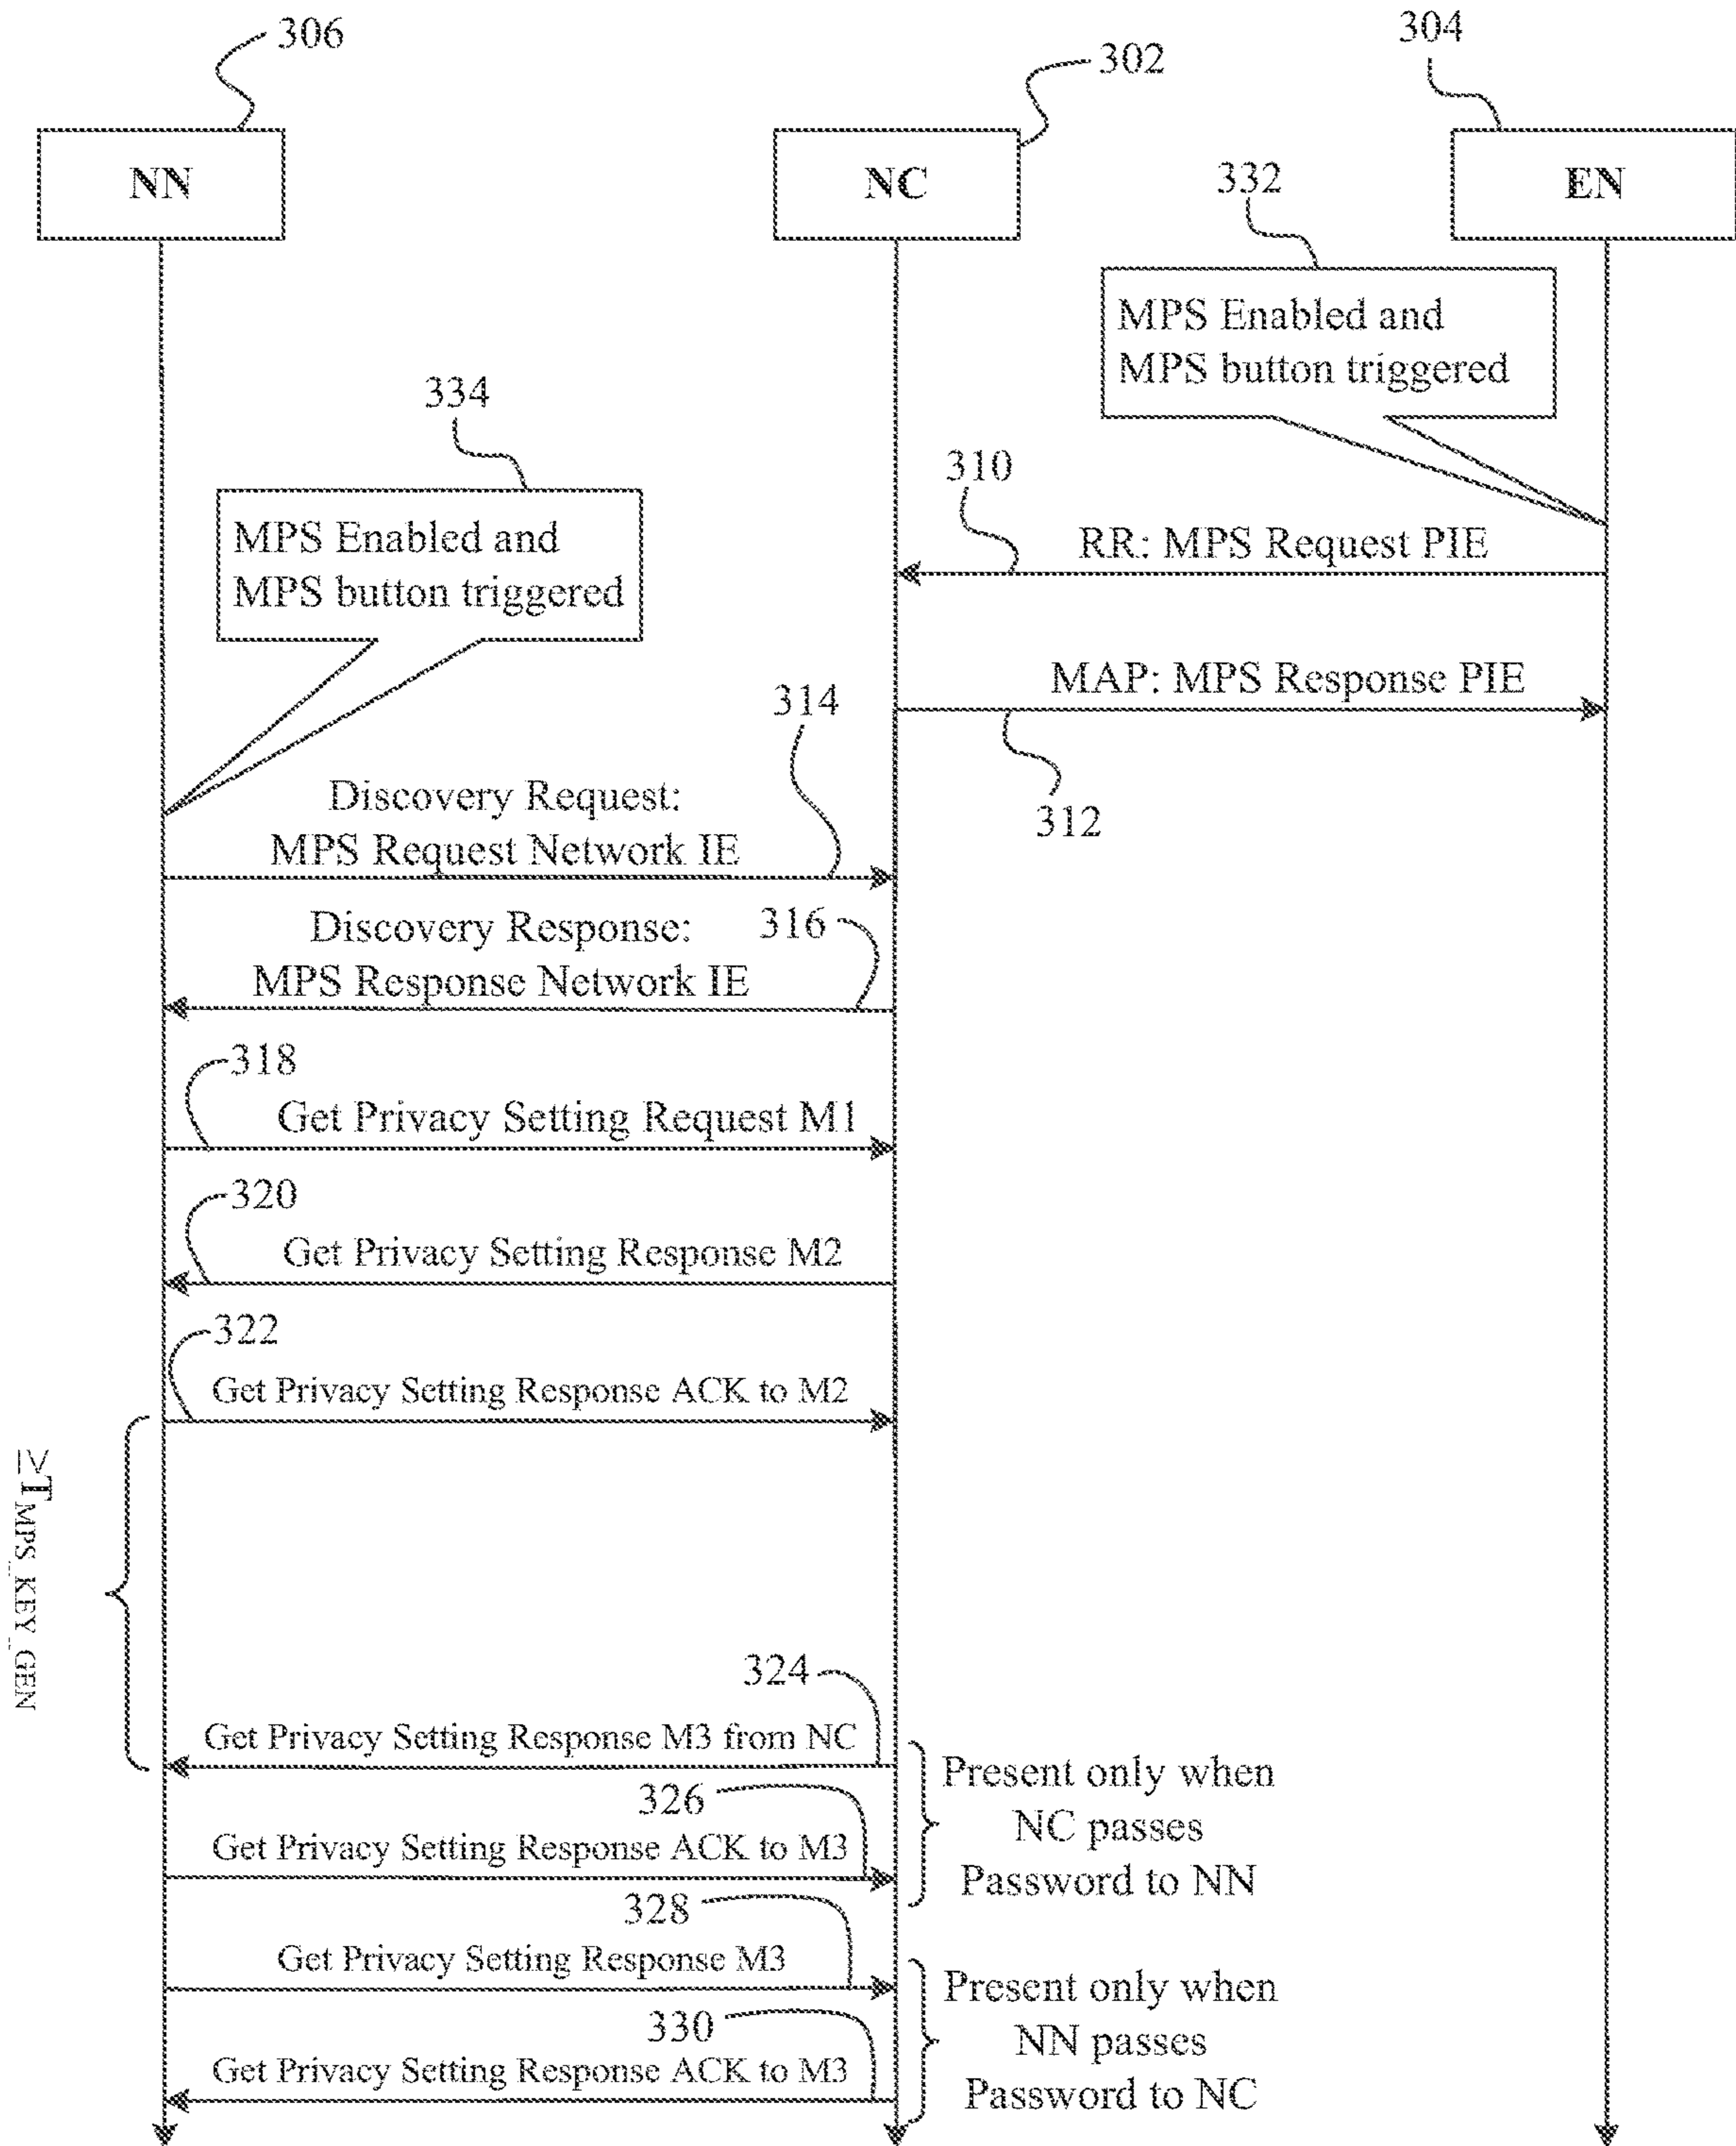 306
302
304
NN
NC
EN
332
MPS Enabled and
MPS button triggered
334
MPS Enabled and
MPS button triggered
310
RR: MPS Request PIE
MAP: MPS Response PIE
312
314
Discovery Request:
MPS Request Network IE
Discovery Response:
316
MPS Response Network IE
318
Get Privacy Setting Request M1
320
Get Privacy Setting Response M2
322
Get Privacy Setting Response ACK to M2
≥TMPS_KEY_GEN
324
Get Privacy Setting Response M3 from NC
326
Get Privacy Setting Response ACK to M3
Present only when
NC passes
Password to NN
328
Get Privacy Setting Response M3
330
Get Privacy Setting Response ACK to M3
Present only when
NN passes
Password to NC